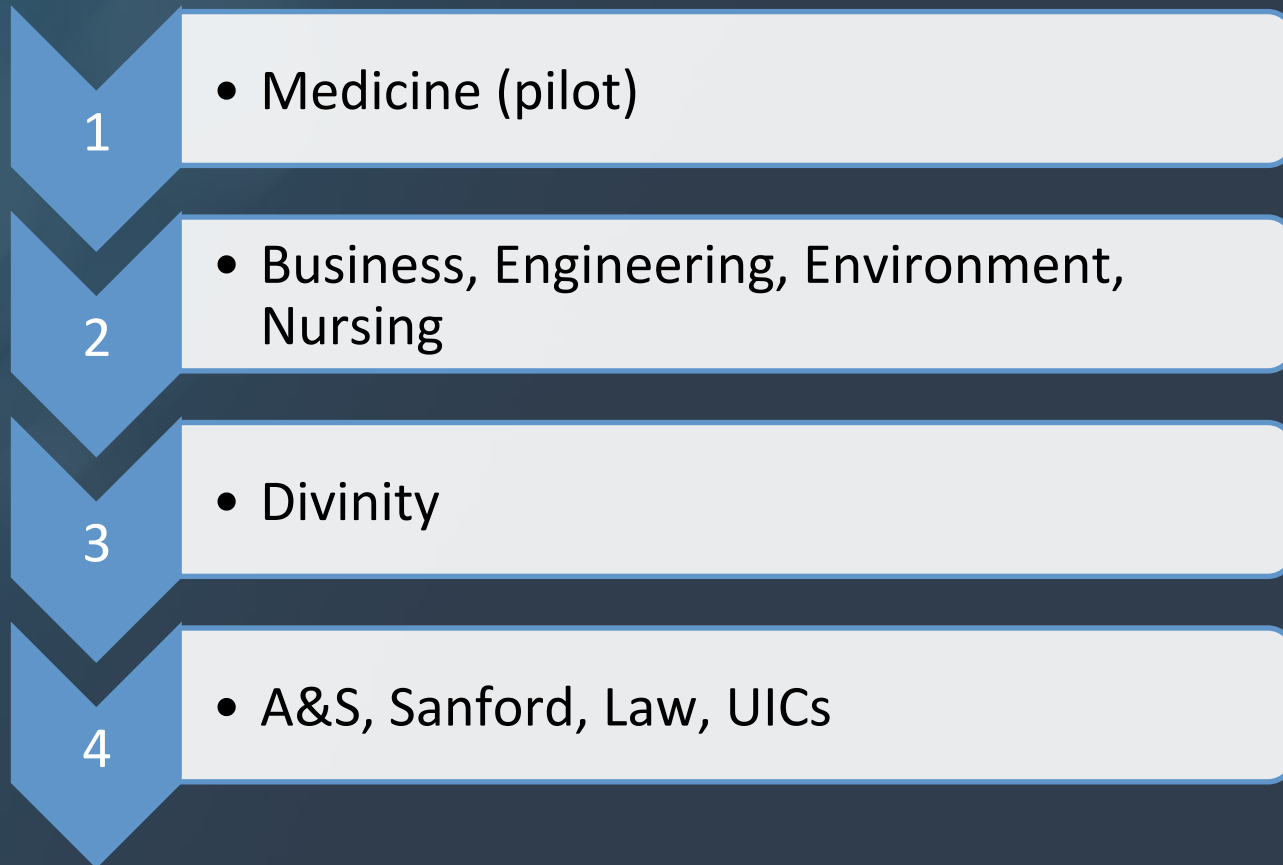 1
• Medicine (pilot)
2
• Business, Engineering, Environment,
Nursing
3
• Divinity
4
• A&S, Sanford, Law, UICs